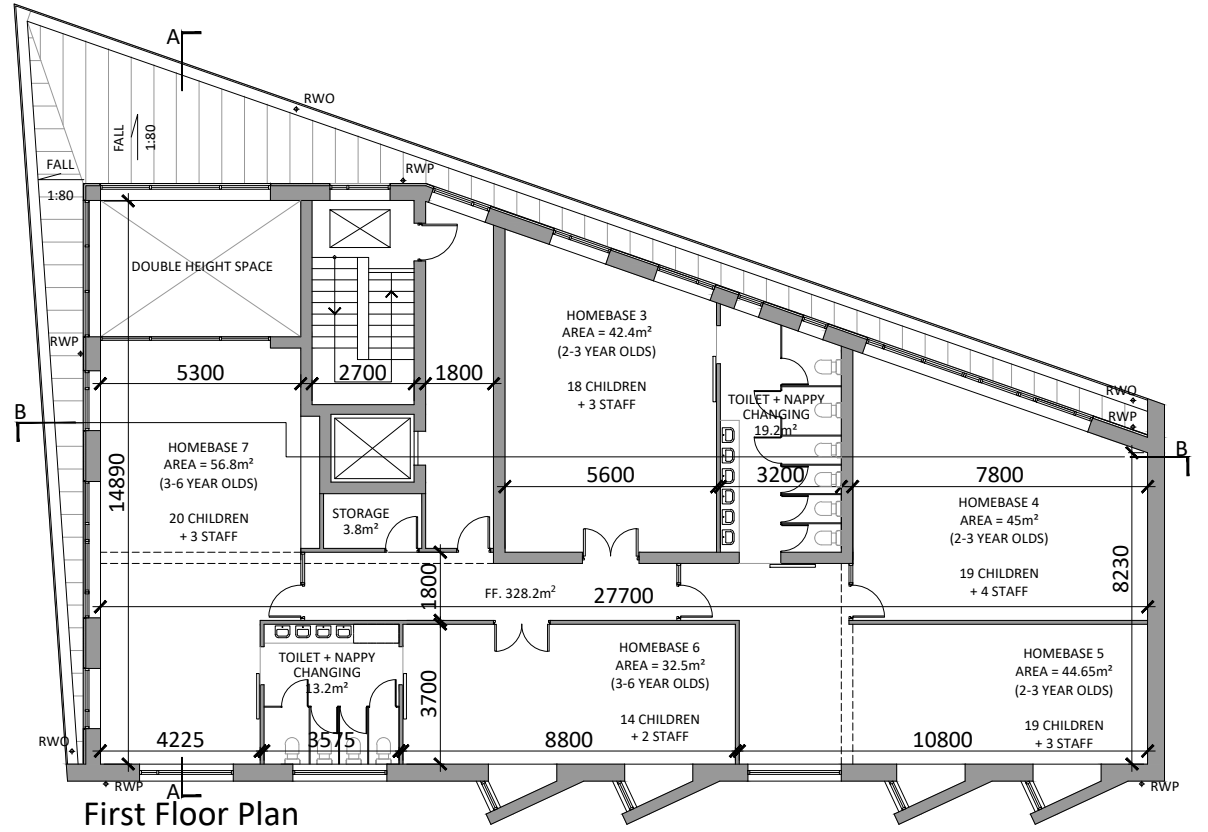 A
RWO
FALL
1:80
FALL
1:80
RWP
DOUBLE HEIGHT SPACE
RWP
5300
2700
1800
HOMEBASE 3
AREA = 42.4m²
(2-3 YEAR OLDS)
18 CHILDREN
+ 3 STAFF
TOILET + NAPPY
CHANGING
19.2m²
RWO
RWP
B
B
14890
HOMEBASE 7
AREA = 56.8m²
(3-6 YEAR OLDS)
20 CHILDREN
+ 3 STAFF
5600
3200
7800
STORAGE
3.8m²
HOMEBASE 4
AREA = 45m²
(2-3 YEAR OLDS)
19 CHILDREN
+ 4 STAFF
8230
1800
FF. 328.2m²
27700
TOILET + NAPPY
CHANGING
13.2m²
3700
HOMEBASE 6
AREA = 32.5m²
(3-6 YEAR OLDS)
14 CHILDREN
+ 2 STAFF
HOMEBASE 5
AREA = 44.65m²
(2-3 YEAR OLDS)
19 CHILDREN
+ 3 STAFF
RWO
4225
3575
8800
10800
RWP
A
RWP
First Floor Plan